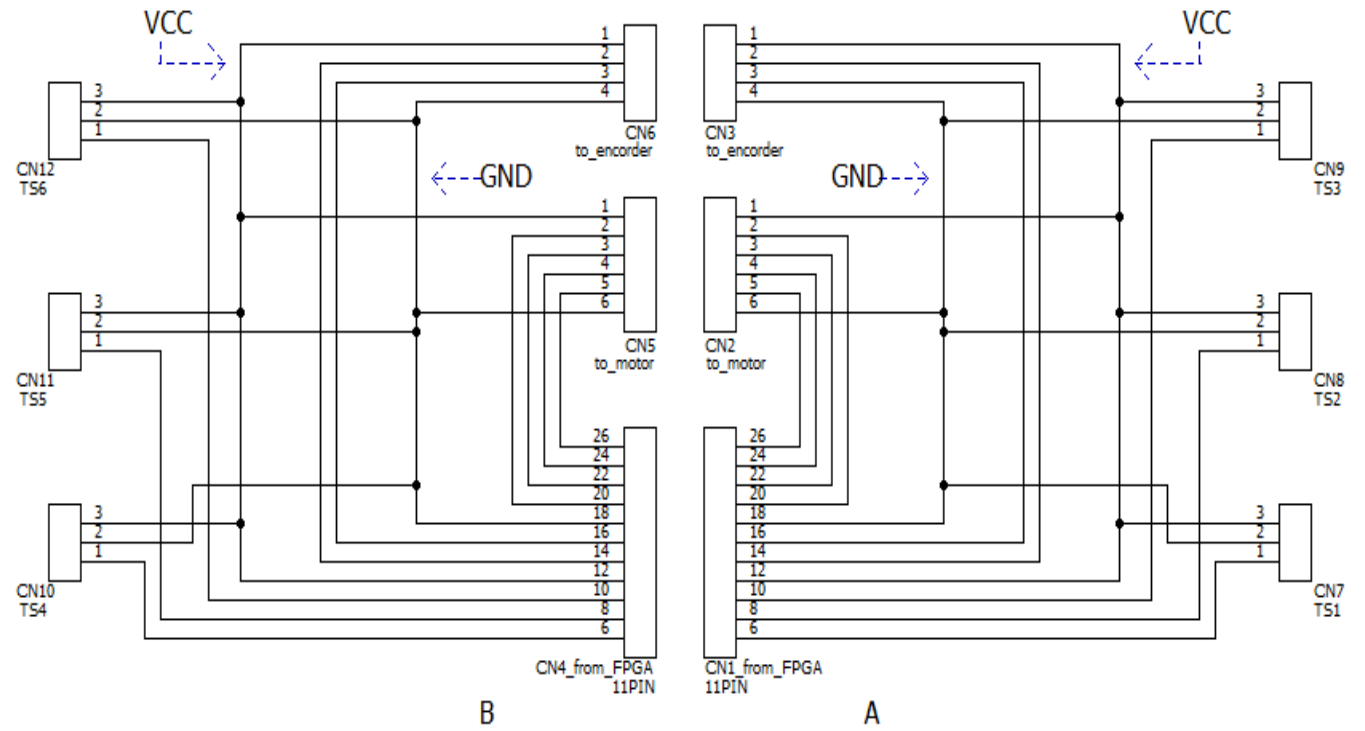 VCC
VCC
1
2
3
4
CN6
to_encorder
1
2
3
4
CN3
to_encorder
3
2
1
CN12
TS6
3
2
1
CN9
TS3
GND
GND
1
2
3
4
5
6
CN5
to_motor
1
2
3
4
5
6
CN2
to_motor
3
2
1
CN11
TS5
3
2
1
CN8
TS2
26
24
22
20
18
16
14
12
10
8
6
CN4_from_FPGA
11PIN
26
24
22
20
18
16
14
12
10
8
6
CN1_from_FPGA
11PIN
3
2
1
CN10
TS4
3
2
1
CN7
TS1
B
A